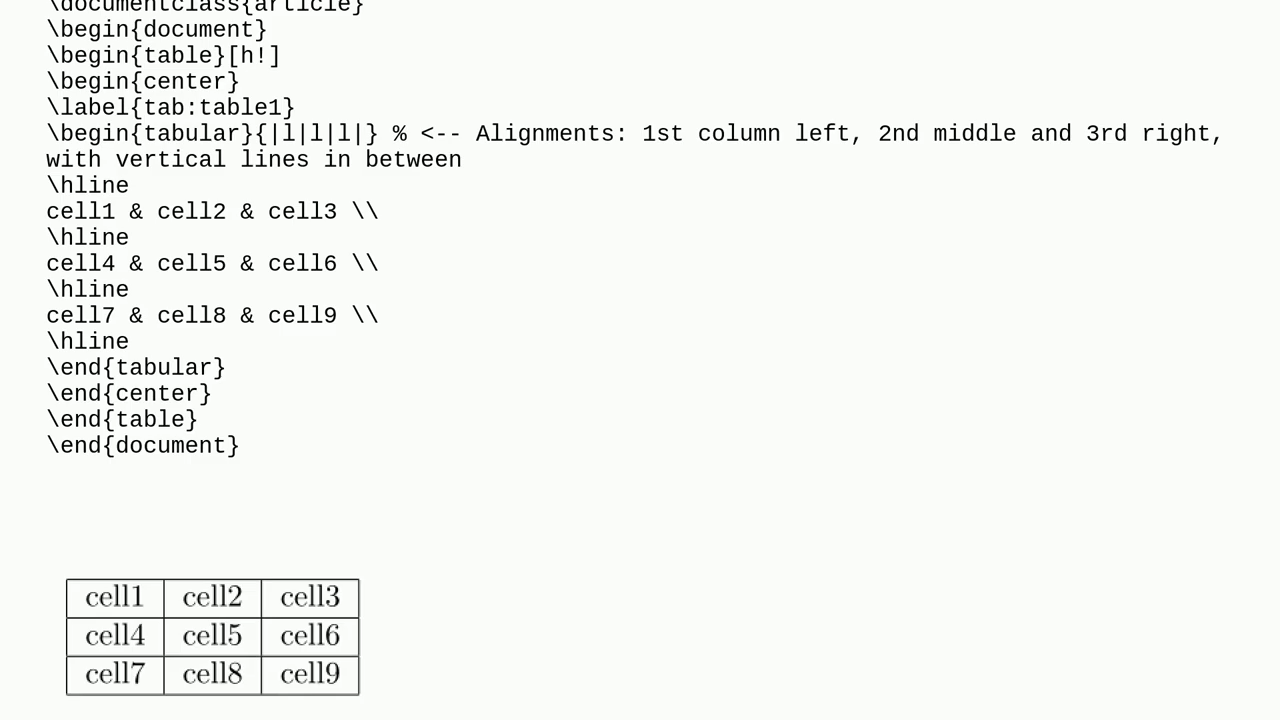 \documentclass{article}
\begin{document}
\begin{table}[h!]
\begin{center}
\label{tab:table1}
\begin{tabular}{|l|l|l|} % <-- Alignments: 1st column left, 2nd middle and 3rd right,
with vertical lines in between
\hline
cell1 & cell2 & cell3 \\
\hline
cell4 & cell5 & cell6 \\
\hline
cell7 & cell8 & cell9 \\
\hline
\end{tabular}
\end{center}
\end{table}
\end{document}
cell1 cell2 cell3
cell4 cell5 cell6
cell7 cell8 cell9